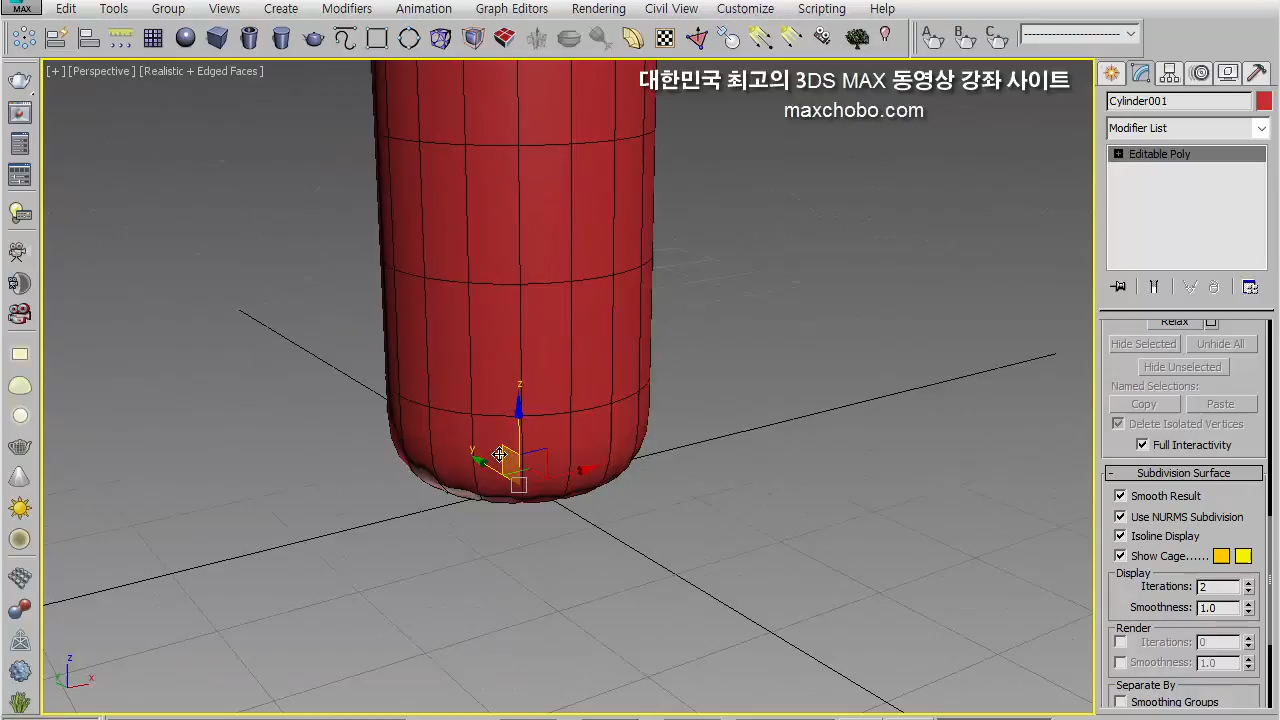 MAX Edit Tools Group Views Create Modifiers Animation Graph Editors Rendering Civil View Customize Scripting Help
[+] [Perspective] [Realistic + Edged Faces]
대한민국 최고의 3DS MAX 동영상 강좌 사이트
maxchobo.com
Cylinder001
Modifier List
Editable Poly
Relax
Hide Selected Unhide All
Hide Unselected
Named Selections:
Copy Paste
Delete Isolated Vertices
Full Interactivity
Subdivision Surface
Smooth Result
Use NURMS Subdivision
Isoline Display
Show Cage......
Display
Iterations: 2
Smoothness: 1.0
Render
Iterations: 0
Smoothness: 1.0
Separate By
Smoothing Groups
z
y
z
y
x